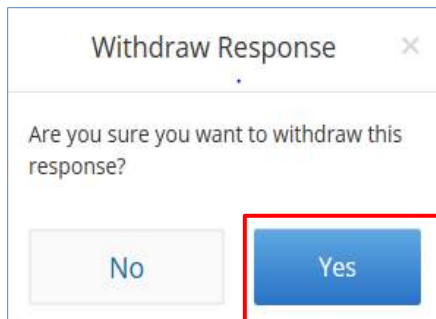 Withdraw Response ×
Are you sure you want to withdraw this
response?
No Yes